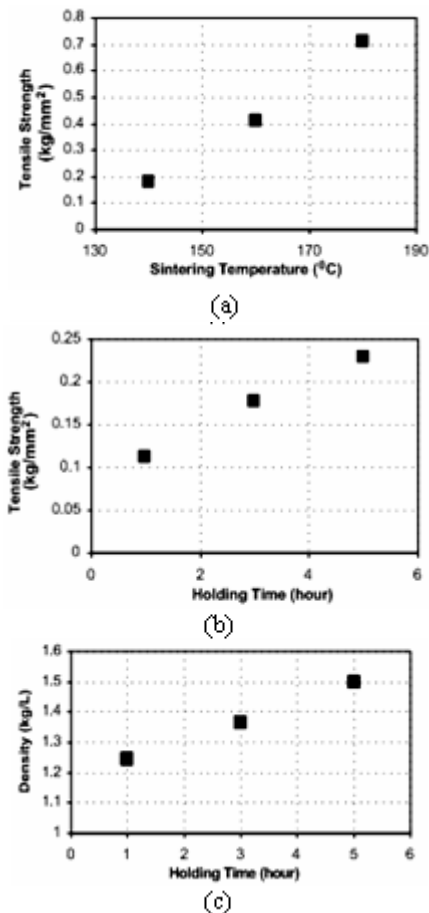 0.8
0.7
0.6
0.5
0.4
0.3
0.2
0.1
0
Tensile Strength
(kg/mm²)
130 150 170 190
Sintering Temperature (⁰C)
(a)
0.25
0.2
0.15
0.1
0.05
0
Tensile Strength
(kg/mm²)
0 2 4 6
Holding Time (hour)
(b)
1.6
1.5
1.4
1.3
1.2
1.1
1
Density (kg/L)
0 1 2 3 4 5 6
Holding Time (hour)
(c)